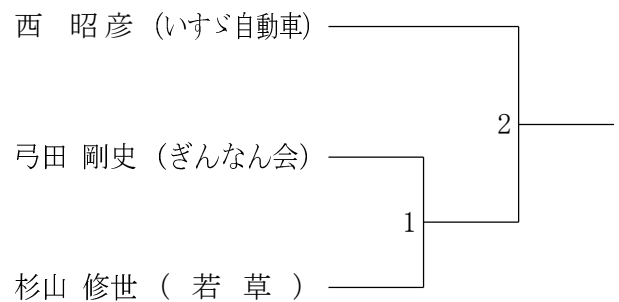 西 昭彦 (いすゞ自動車)
2
弓田 剛史 (ぎんなん会)
1
杉山 修世 ( 若 草 )